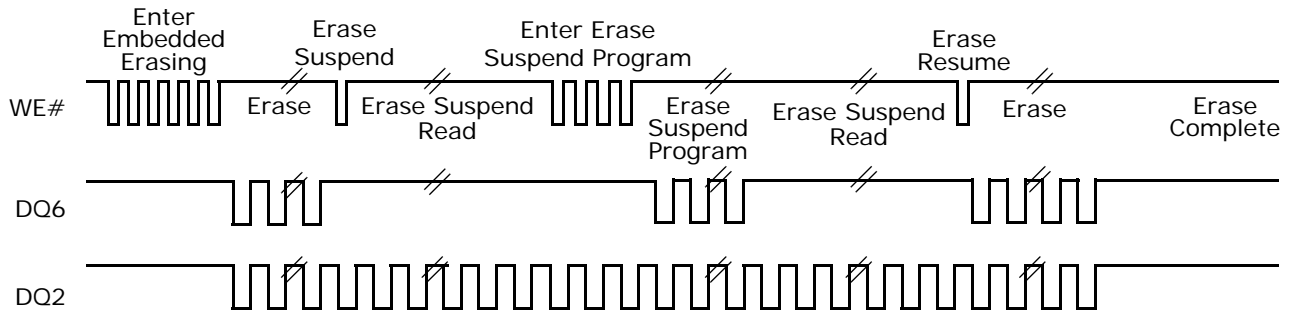 Enter
Embedded
Erasing
Erase
Suspend
Enter Erase
Suspend Program
Erase
Resume
WE#
Erase
Erase Suspend
Read
Erase
Suspend
Program
Erase Suspend
Read
Erase
Erase
Complete
DQ6
DQ2